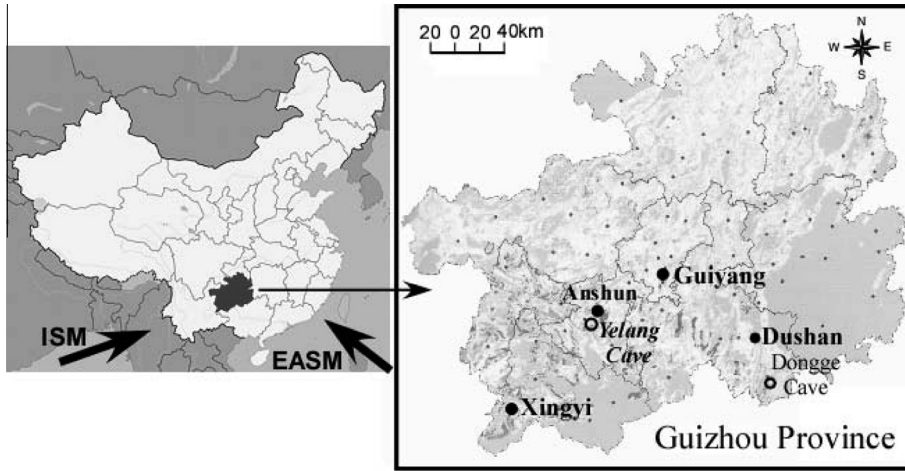 ISM
EASM
20 0 20 40km
N
W E
S
Guiyang
Anshun
Yelang
Cave
Dushan
Dongge
Cave
Xingyi
Guizhou Province